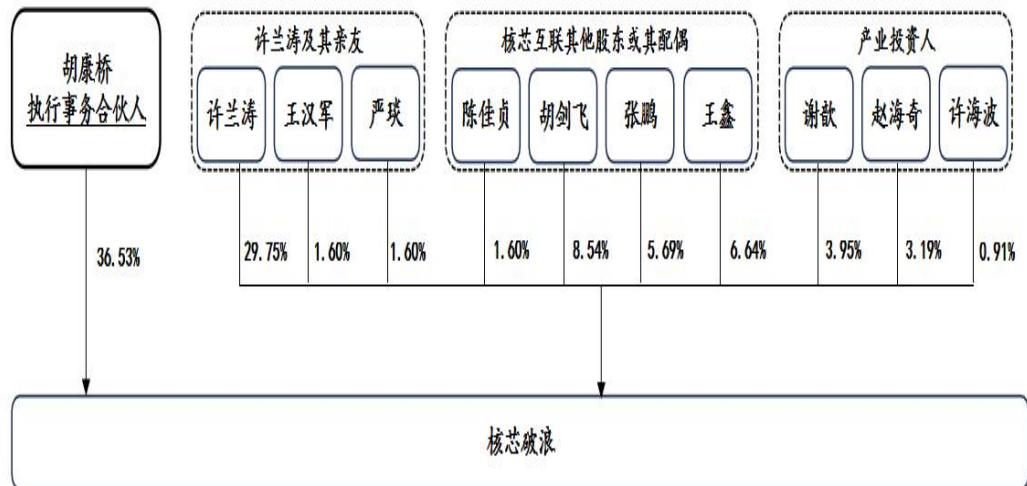 胡康桥
执行事务合伙人
许兰涛及其亲友
许兰涛
王汉军
严琰
核芯互联其他股东或其配偶
陈佳贞
胡剑飞
张鹏
王鑫
产业投资人
谢歆
赵海奇
许海波
36.53%
29.75%
1.60%
1.60%
1.60%
8.54%
5.69%
6.64%
3.95%
3.19%
0.91%
核芯破浪